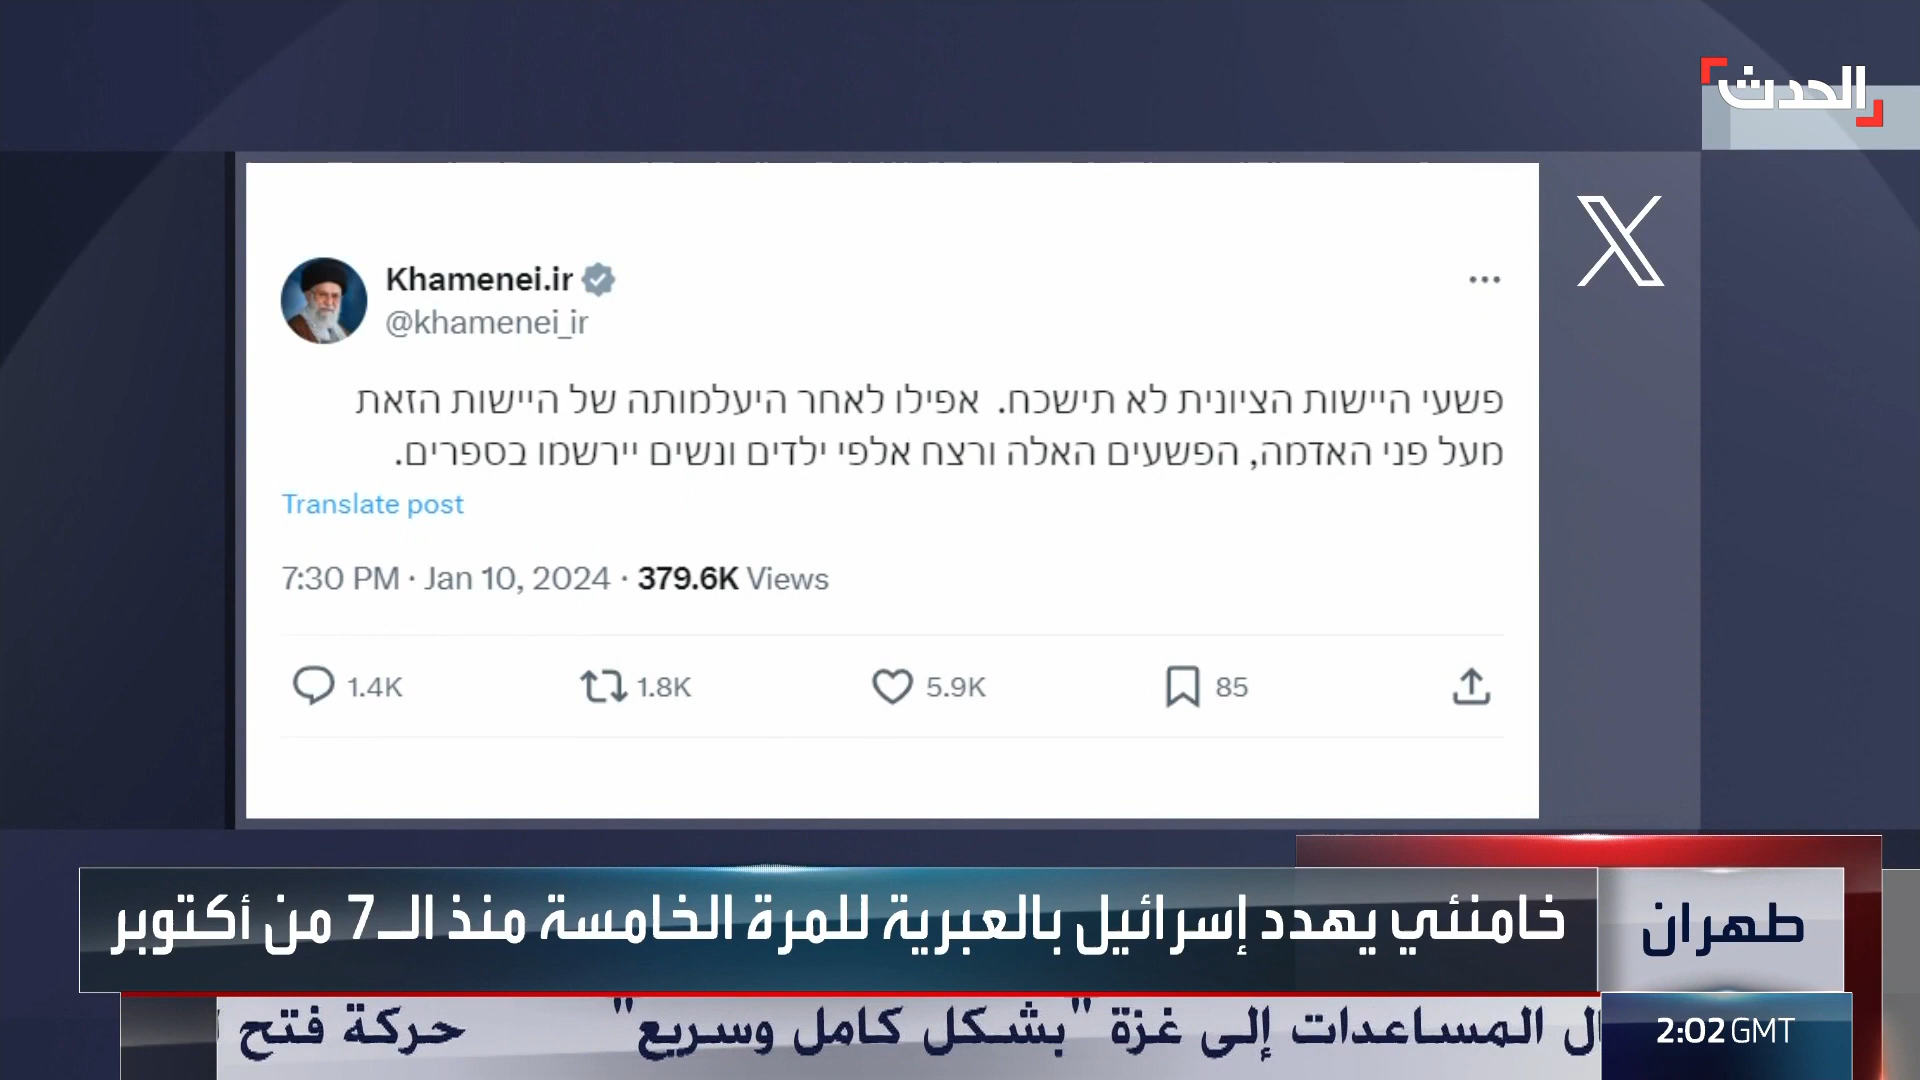 الحدث
Khamenei.ir
@khamenei_ir
פשעי היישות הציונית לא תישכח. אפילו לאחר היעלמותה של היישות הזאת
מעל פני האדמה, הפשעים האלה ורצח אלפי ילדים ונשים יירשמו בספרים.
Translate post
7:30 PM · Jan 10, 2024 · 379.6K Views
1.4K 1.8K 5.9K 85
طهران
خامنئي يهدد إسرائيل بالعبرية للمرة الخامسة منذ الـ7 من أكتوبر
المساعدات إلى غزة "بشكل كامل وسريع" حركة فتح
2:02 GMT